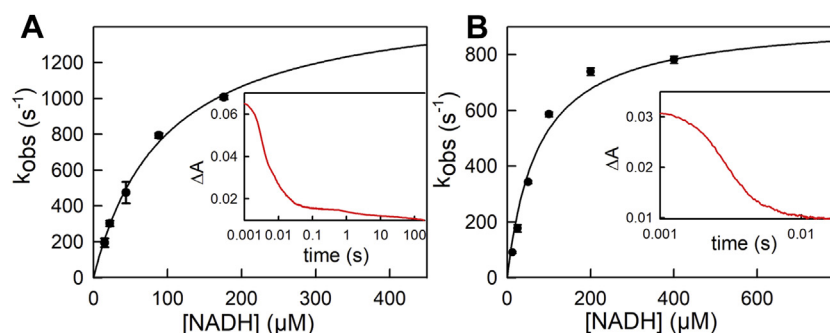 A
k_obs (s⁻¹)
1200
1000
800
600
400
200
0
0 100 200 300 400
[NADH] (µM)
ΔA
0.06
0.04
0.02
0.001 0.01 0.1 1 10 100
time (s)
B
k_obs (s⁻¹)
800
600
400
200
0
0 200 400 600
[NADH] (µM)
ΔA
0.03
0.02
0.01
0.001 0.01
time (s)